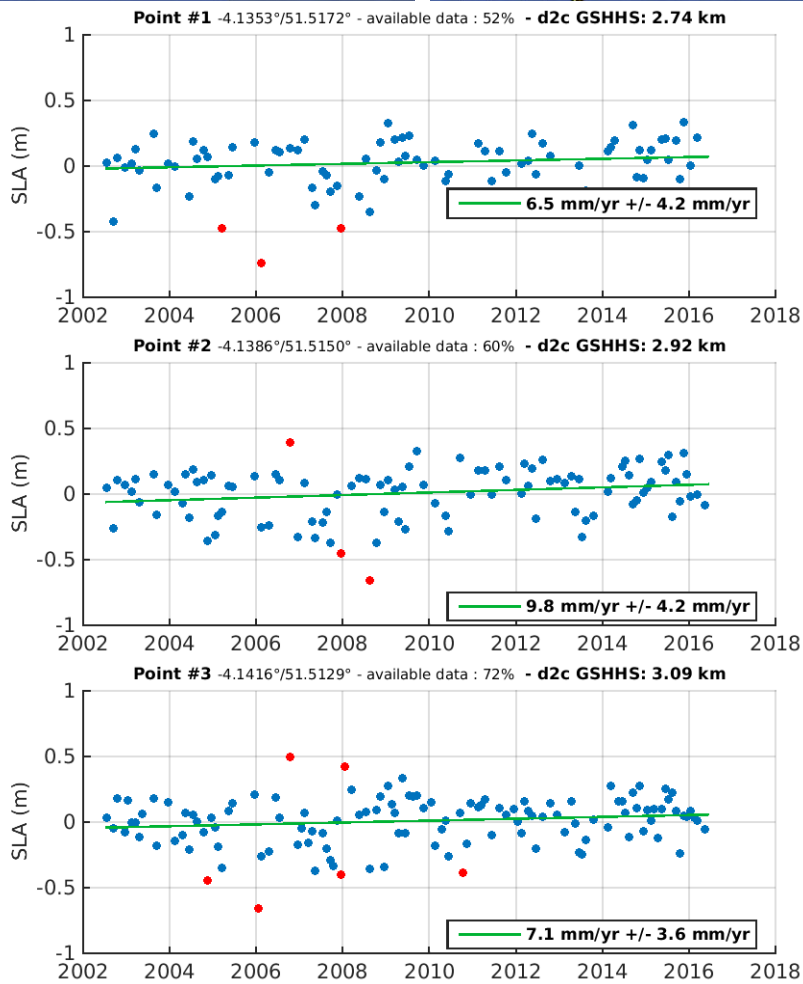 Point #1 -4.1353°/51.5172° - available data : 52% - d2c GSHHS: 2.74 km
1
0.5
0
-0.5
-1
SLA (m)
6.5 mm/yr +/- 4.2 mm/yr
2002 2004 2006 2008 2010 2012 2014 2016 2018
Point #2 -4.1386°/51.5150° - available data : 60% - d2c GSHHS: 2.92 km
1
0.5
0
-0.5
-1
SLA (m)
9.8 mm/yr +/- 4.2 mm/yr
2002 2004 2006 2008 2010 2012 2014 2016 2018
Point #3 -4.1416°/51.5129° - available data : 72% - d2c GSHHS: 3.09 km
1
0.5
0
-0.5
-1
SLA (m)
7.1 mm/yr +/- 3.6 mm/yr
2002 2004 2006 2008 2010 2012 2014 2016 2018